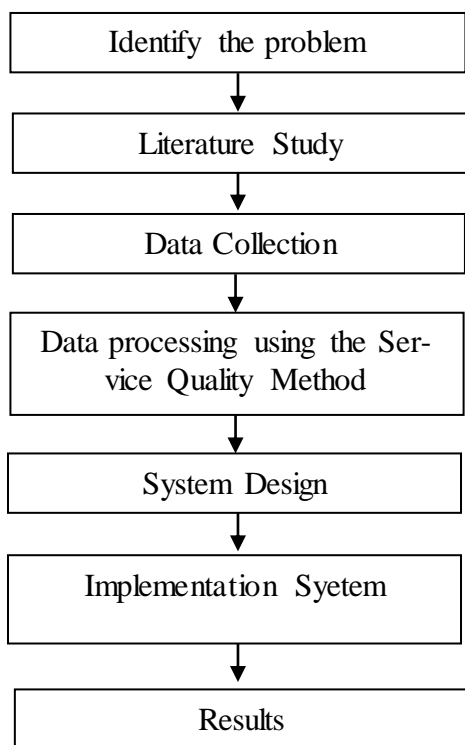 Identify the problem
Literature Study
Data Collection
Data processing using the Ser-
vice Quality Method
System Design
Implementation Syetem
Results